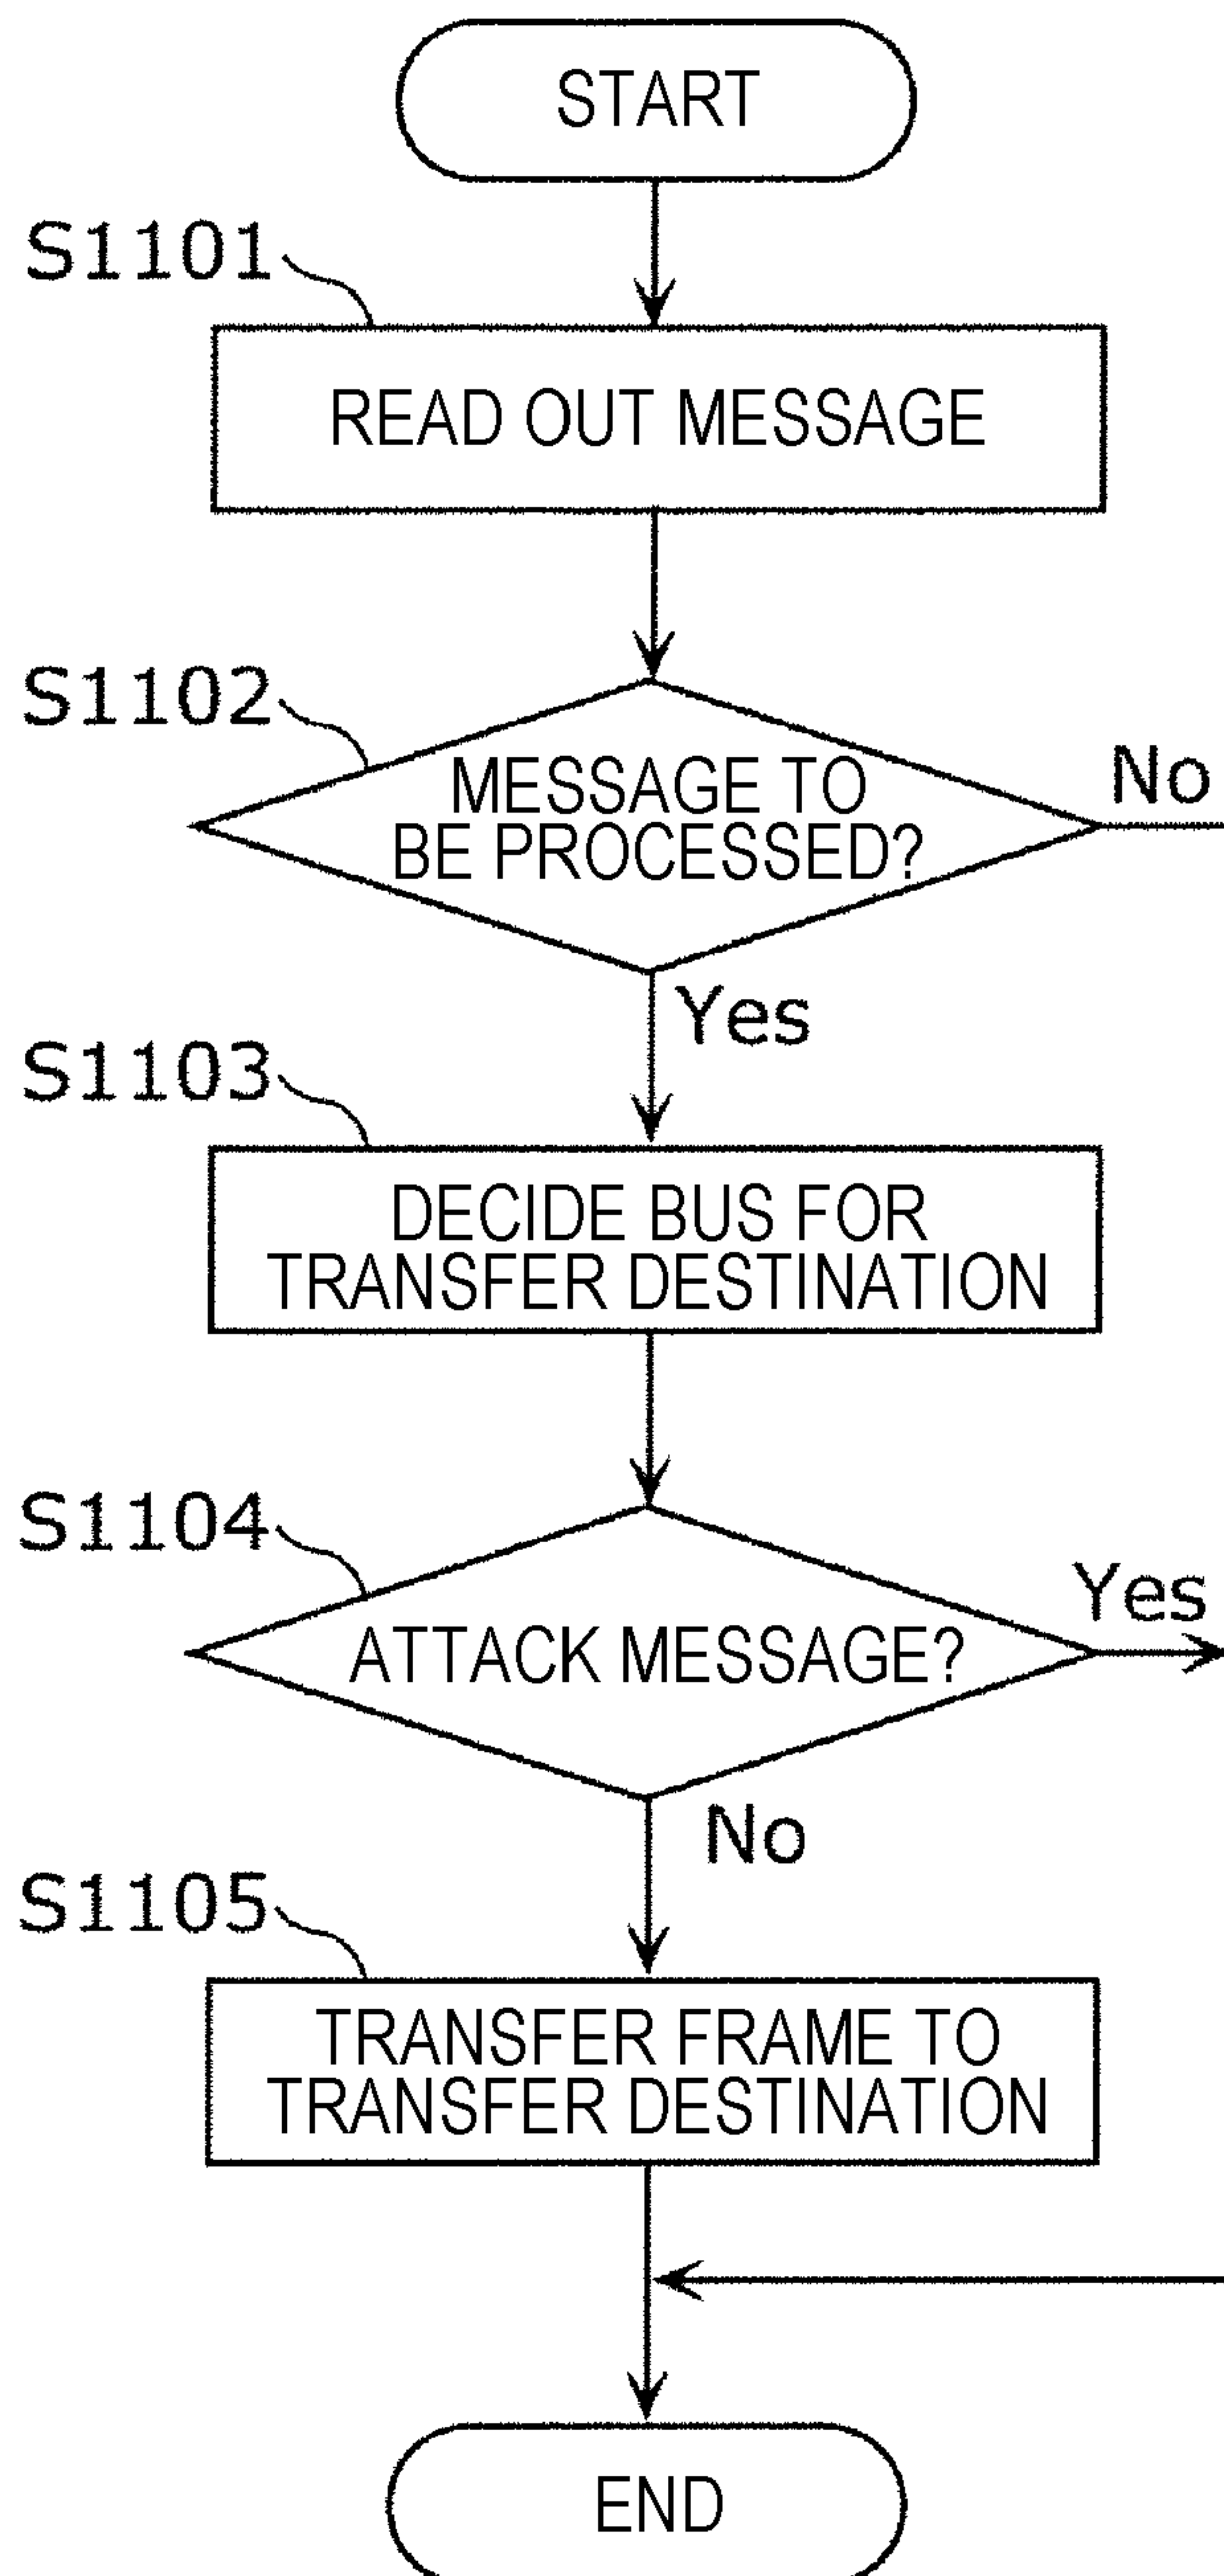 START
S1101
READ OUT MESSAGE
S1102
MESSAGE TO
BE PROCESSED?
No
Yes
S1103
DECIDE BUS FOR
TRANSFER DESTINATION
S1104
ATTACK MESSAGE?
Yes
No
S1105
TRANSFER FRAME TO
TRANSFER DESTINATION
END